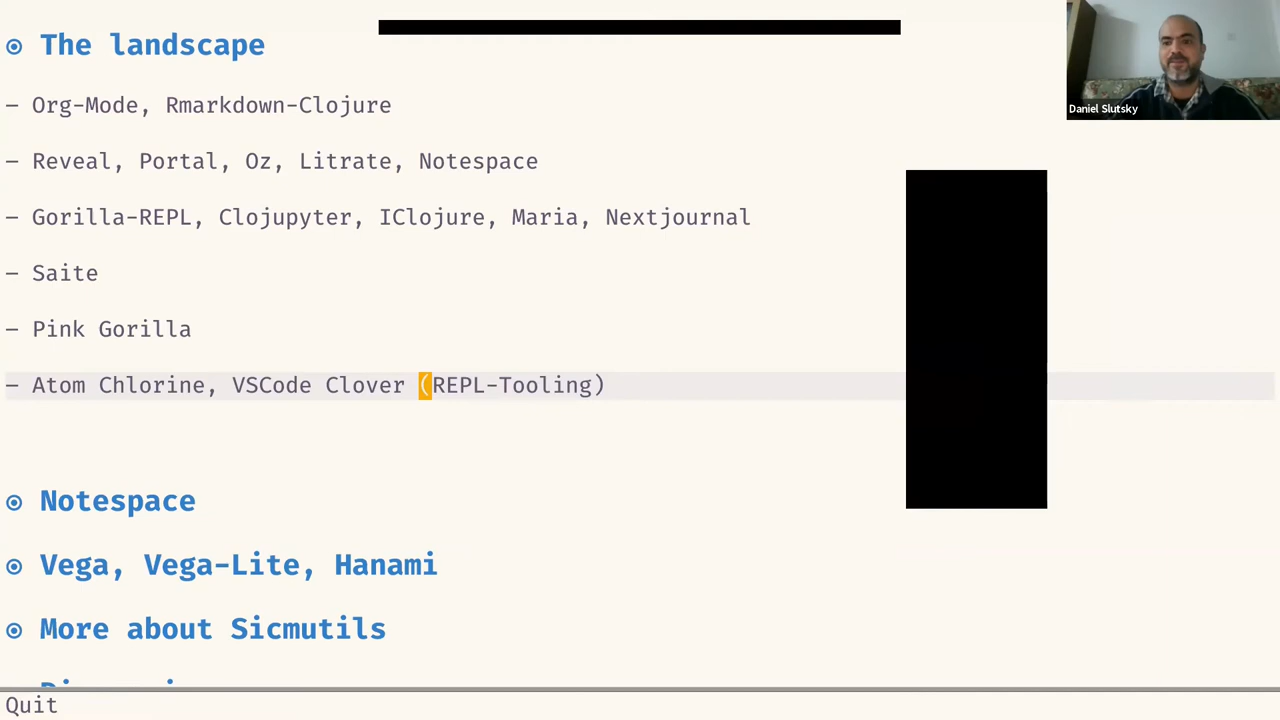 The landscape
– Org-Mode, Rmarkdown-Clojure
– Reveal, Portal, Oz, Litrate, Notespace
– Gorilla-REPL, Clojupyter, IClojure, Maria, Nextjournal
– Saite
– Pink Gorilla
– Atom Chlorine, VSCode Clover (REPL-Tooling)
Notespace
Vega, Vega-Lite, Hanami
More about Sicmutils
Quit
Daniel Slutsky